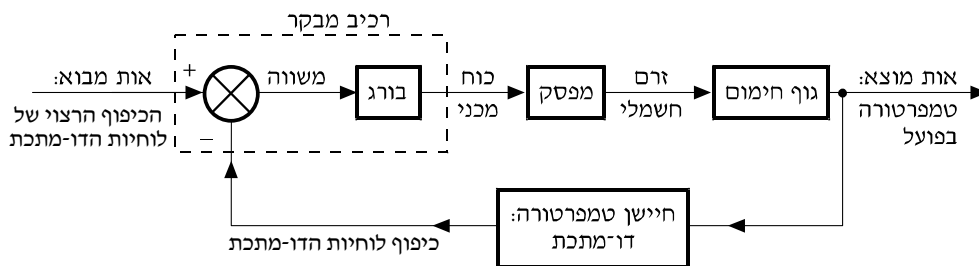 רכיב מבקר
אות מבוא:
הכיפוף הרצוי של
לוחיות הדו-מתכת
+
−
משווה
בורג
כוח
מכני
מפסק
זרם
חשמלי
גוף חימום
אות מוצא:
טמפרטורה
בפועל
חיישן טמפרטורה:
דו־מתכת
כיפוף לוחיות הדו-מתכת